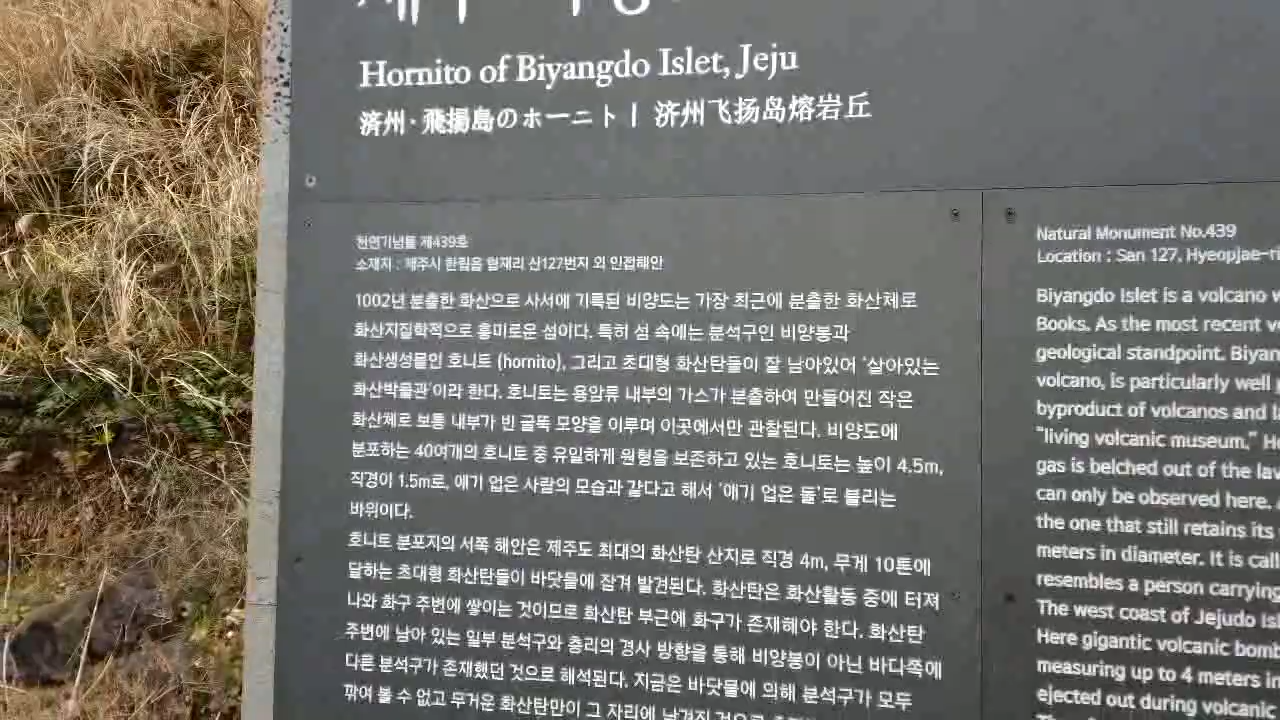 Hornito of Biyangdo Islet, Jeju
済州·飛揚島のホーニト | 济州飞扬岛熔岩丘
천연기념물 제439호
소재지 : 제주시 한림읍 협재리 산127번지 외 인접해안
1002년 분출한 화산으로 사서에 기록된 비양도는 가장 최근에 분출한 화산체로
화산지질학적으로 흥미로운 섬이다. 특히 섬 속에는 분석구인 비양봉과
화산생성물인 호니토 (hornito), 그리고 초대형 화산탄들이 잘 남아있어 '살아있는
화산박물관'이라 한다. 호니토는 용암류 내부의 가스가 분출하여 만들어진 작은
화산체로 보통 내부가 빈 굴뚝 모양을 이루며 이곳에서만 관찰된다. 비양도에
분포하는 40여개의 호니토 중 유일하게 원형을 보존하고 있는 호니토는 높이 4.5m,
직경이 1.5m로, 애기 업은 사람의 모습과 같다고 해서 '애기 업은 돌'로 불리는
바위이다.
호니토 분포지의 서쪽 해안은 제주도 최대의 화산탄 산지로 직경 4m, 무게 10톤에
달하는 초대형 화산탄들이 바닷물에 잠겨 발견된다. 화산탄은 화산활동 중에 터져
나와 화구 주변에 쌓이는 것이므로 화산탄 부근에 화구가 존재해야 한다. 화산탄
주변에 남아 있는 일부 분석구와 층리의 경사 방향을 통해 비양봉이 아닌 바다쪽에
다른 분석구가 존재했던 것으로 해석된다. 지금은 바닷물에 의해 분석구가 모두
깎여 볼 수 없고 무거운 화산탄만이 그 자리에 남겨진 것으로
Natural Monument No.439
Location : San 127, Hyeopjae-ri
Biyangdo Islet is a volcano
Books. As the most recent
geological standpoint. Biyan
volcano, is particularly well
byproduct of volcanos and
"living volcanic museum."
gas is belched out of the
can only be observed here.
the one that still retains its
meters in diameter. It is call
resembles a person carrying
The west coast of Jejudo
Here gigantic volcanic bomb
measuring up to 4 meters in
ejected out during volcanic